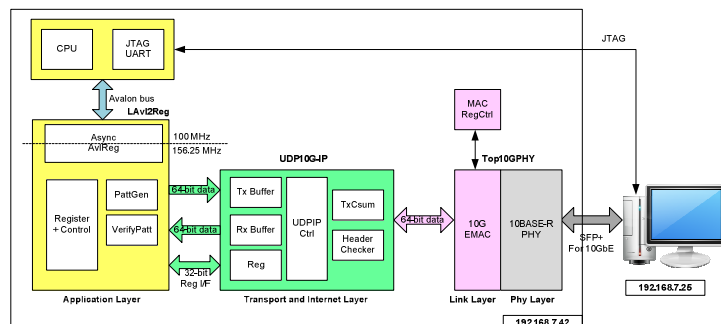 CPU
JTAG
UART
JTAG
Avalon bus
LAvl2Reg
Async
AvlReg
100 MHz
156.25 MHz
MAC
RegCtrl
UDP10G-IP
Top10GPHY
Register
+ Control
PattGen
VerifyPatt
64-bit data
64-bit data
32-bit
Reg I/F
Tx Buffer
Rx Buffer
Reg
UDPIP
Ctrl
TxCsum
Header
Checker
64-bit data
10G
EMAC
10BASE-R
PHY
SFP+
For 10GbE
192.168.7.25
Application Layer
Transport and Internet Layer
Link Layer
Phy Layer
192.168.7.42